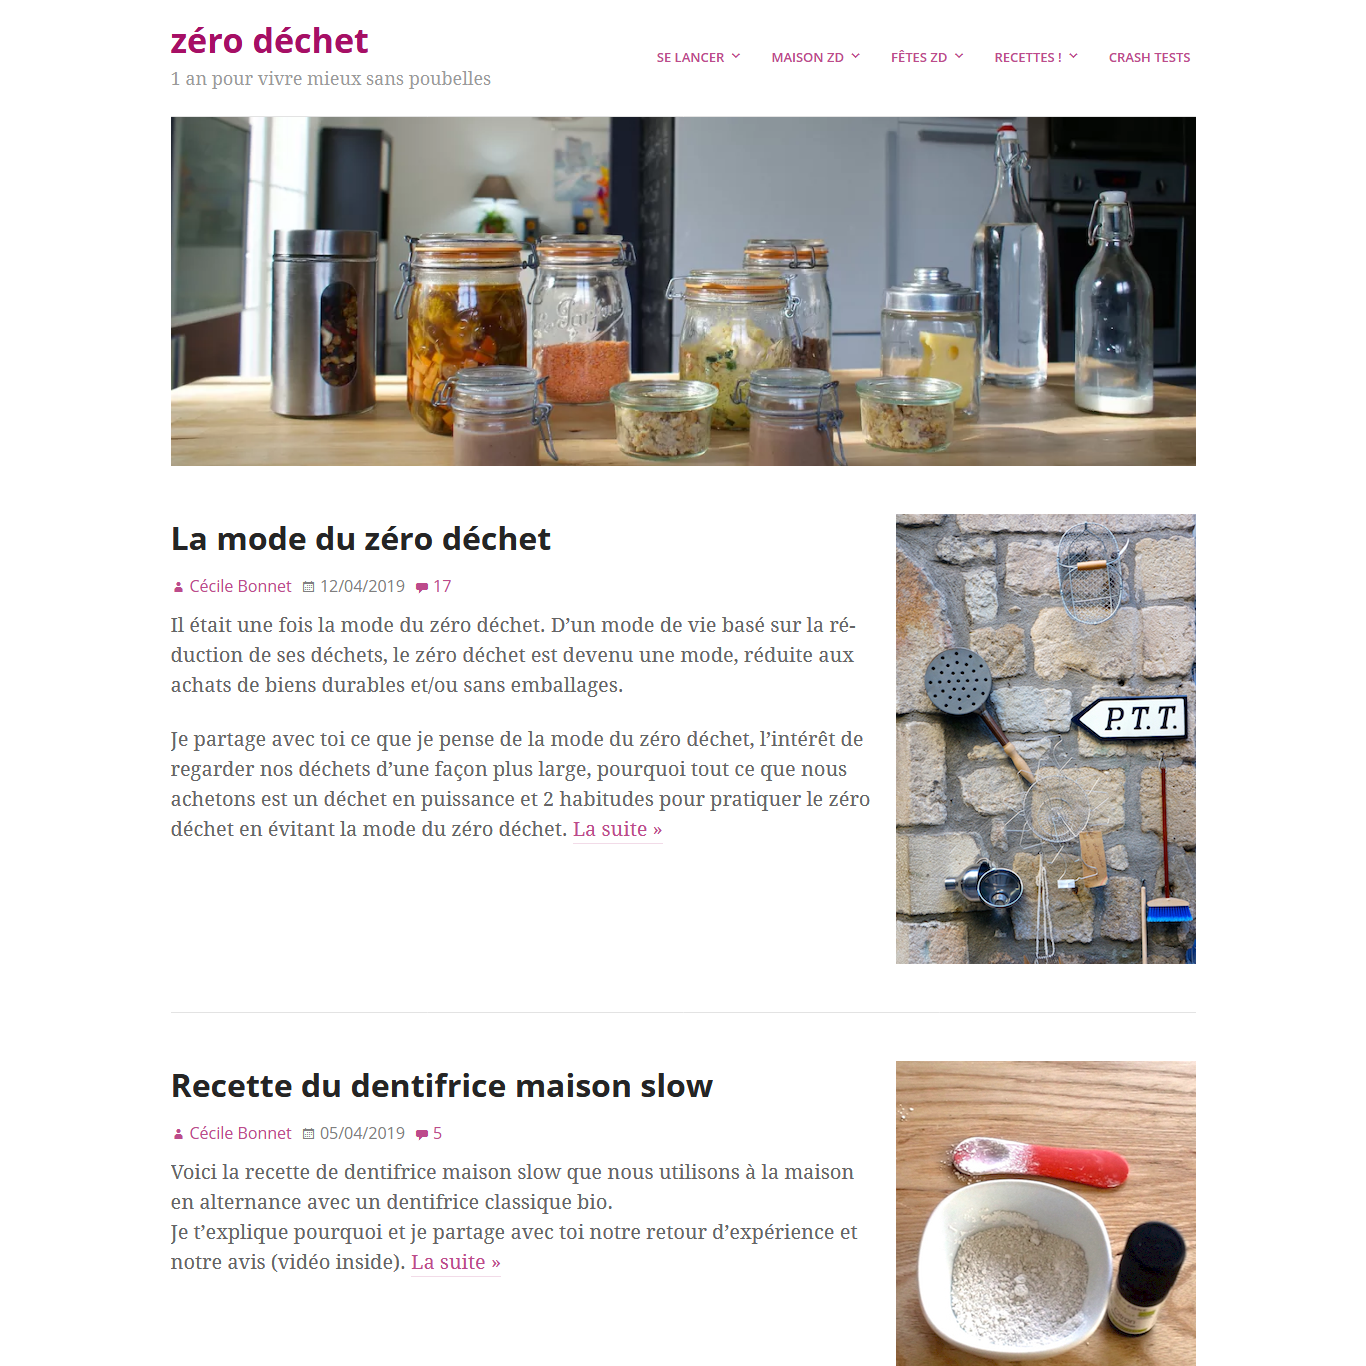 zéro déchet
1 an pour vivre mieux sans poubelles
SE LANCER
MAISON ZD
FÊTES ZD
RECETTES !
CRASH TESTS
La mode du zéro déchet
Cécile Bonnet 12/04/2019 17
Il était une fois la mode du zéro déchet. D’un mode de vie basé sur la ré-
duction de ses déchets, le zéro déchet est devenu une mode, réduite aux
achats de biens durables et/ou sans emballages.
Je partage avec toi ce que je pense de la mode du zéro déchet, l’intérêt de
regarder nos déchets d’une façon plus large, pourquoi tout ce que nous
achetons est un déchet en puissance et 2 habitudes pour pratiquer le zéro
déchet en évitant la mode du zéro déchet. La suite »
P.T.T.
Recette du dentifrice maison slow
Cécile Bonnet 05/04/2019 5
Voici la recette de dentifrice maison slow que nous utilisons à la maison
en alternance avec un dentifrice classique bio.
Je t’explique pourquoi et je partage avec toi notre retour d’expérience et
notre avis (vidéo inside). La suite »